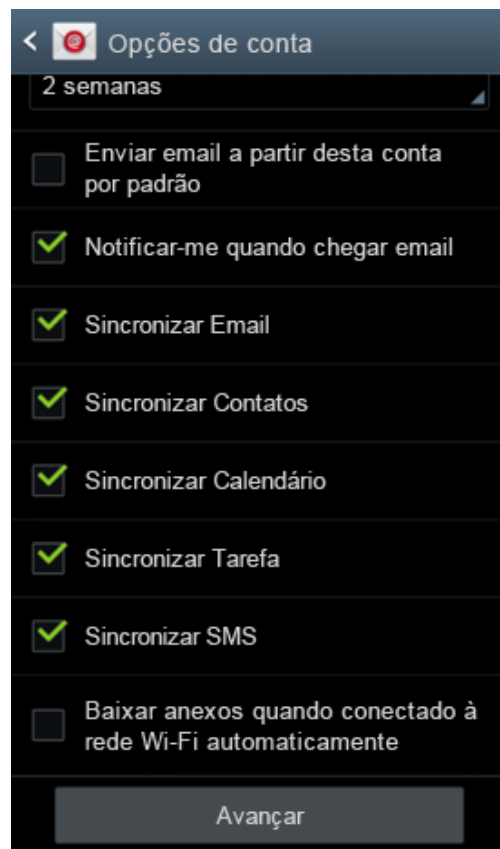 Opções de conta
2 semanas
Enviar email a partir desta conta
por padrão
Notificar-me quando chegar email
Sincronizar Email
Sincronizar Contatos
Sincronizar Calendário
Sincronizar Tarefa
Sincronizar SMS
Baixar anexos quando conectado à
rede Wi-Fi automaticamente
Avançar